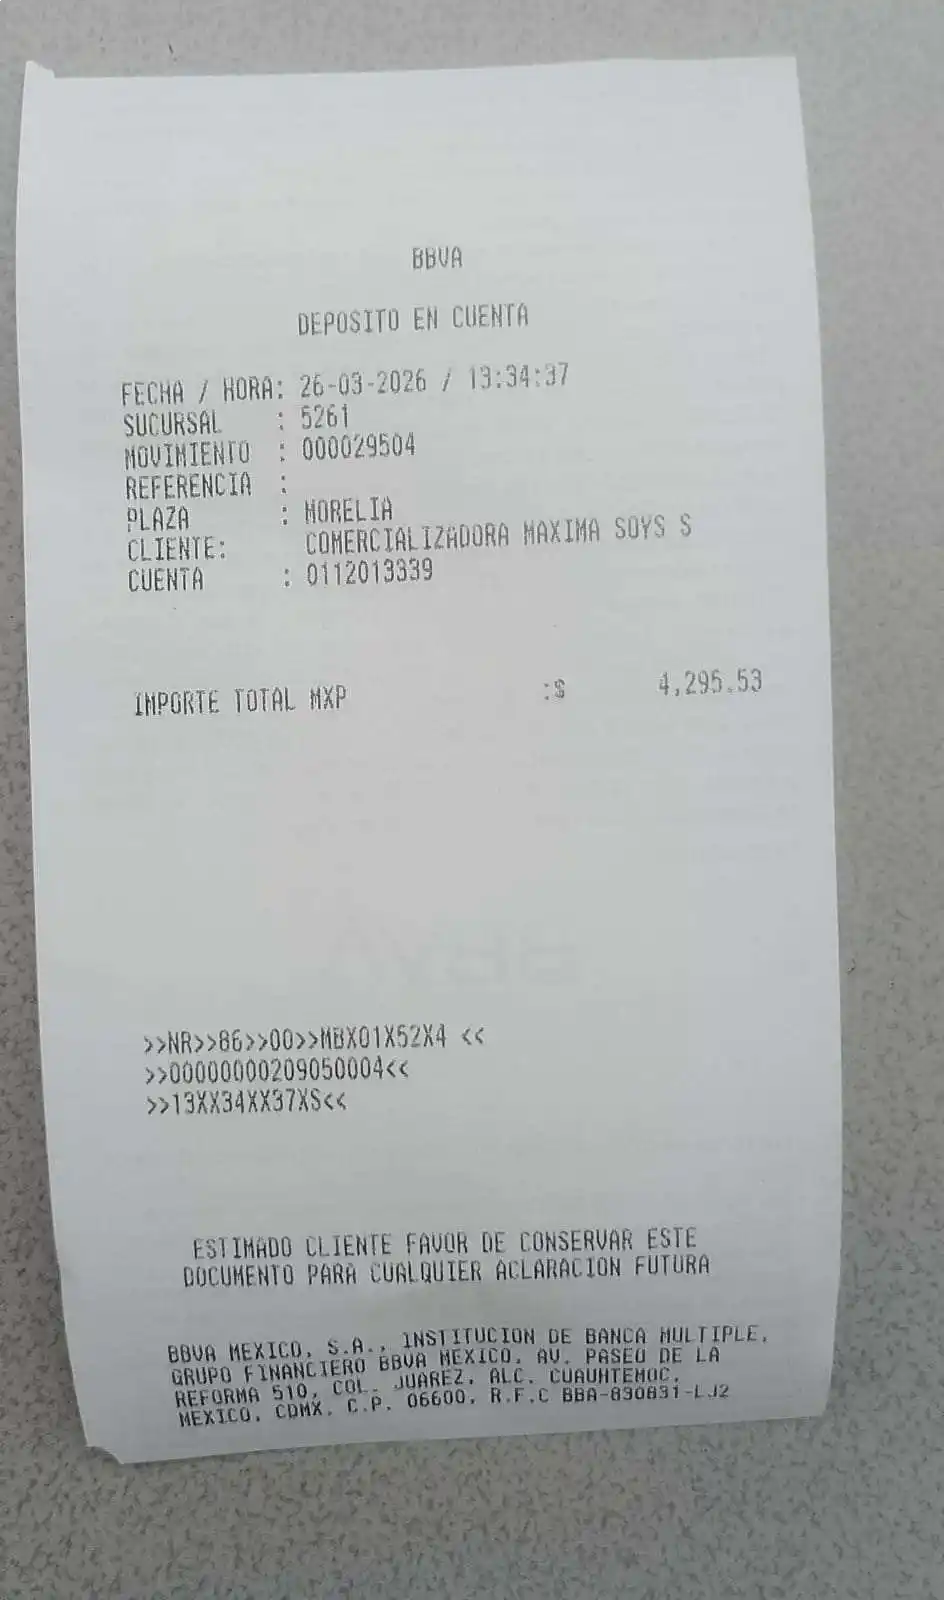 BBVA
DEPOSITO EN CUENTA
FECHA / HORA: 26-03-2026 / 13:34:37
SUCURSAL : 5261
MOVIMIENTO : 000029504
REFERENCIA :
PLAZA : MORELIA
CLIENTE: COMERCIALIZADORA MAXIMA SOYS S
CUENTA : 0112013339
IMPORTE TOTAL MXP :$ 4,295.53
>>NR>>86>>00>>MBX01X52X4 <<
>>00000000209050004<<
>>13XX34XX37XS<<
ESTIMADO CLIENTE FAVOR DE CONSERVAR ESTE
DOCUMENTO PARA CUALQUIER ACLARACION FUTURA
BBVA MEXICO, S.A., INSTITUCION DE BANCA MULTIPLE,
GRUPO FINANCIERO BBVA MEXICO. AV. PASEO DE LA
REFORMA 510, COL. JUAREZ, ALC. CUAUHTEMOC,
MEXICO, CDMX. C.P. 06600, R.F.C BBA-830831-LJ2